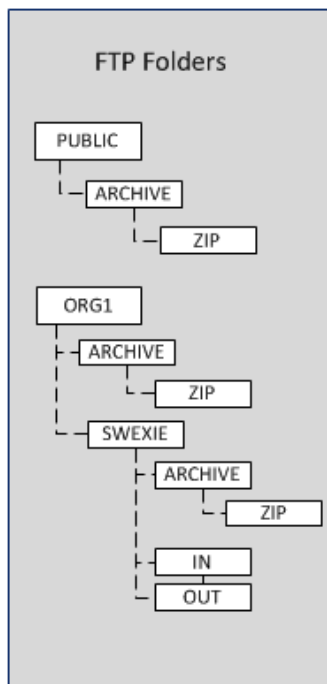 FTP Folders
PUBLIC
ARCHIVE
ZIP
ORG1
ARCHIVE
ZIP
SWEXIE
ARCHIVE
ZIP
IN
OUT